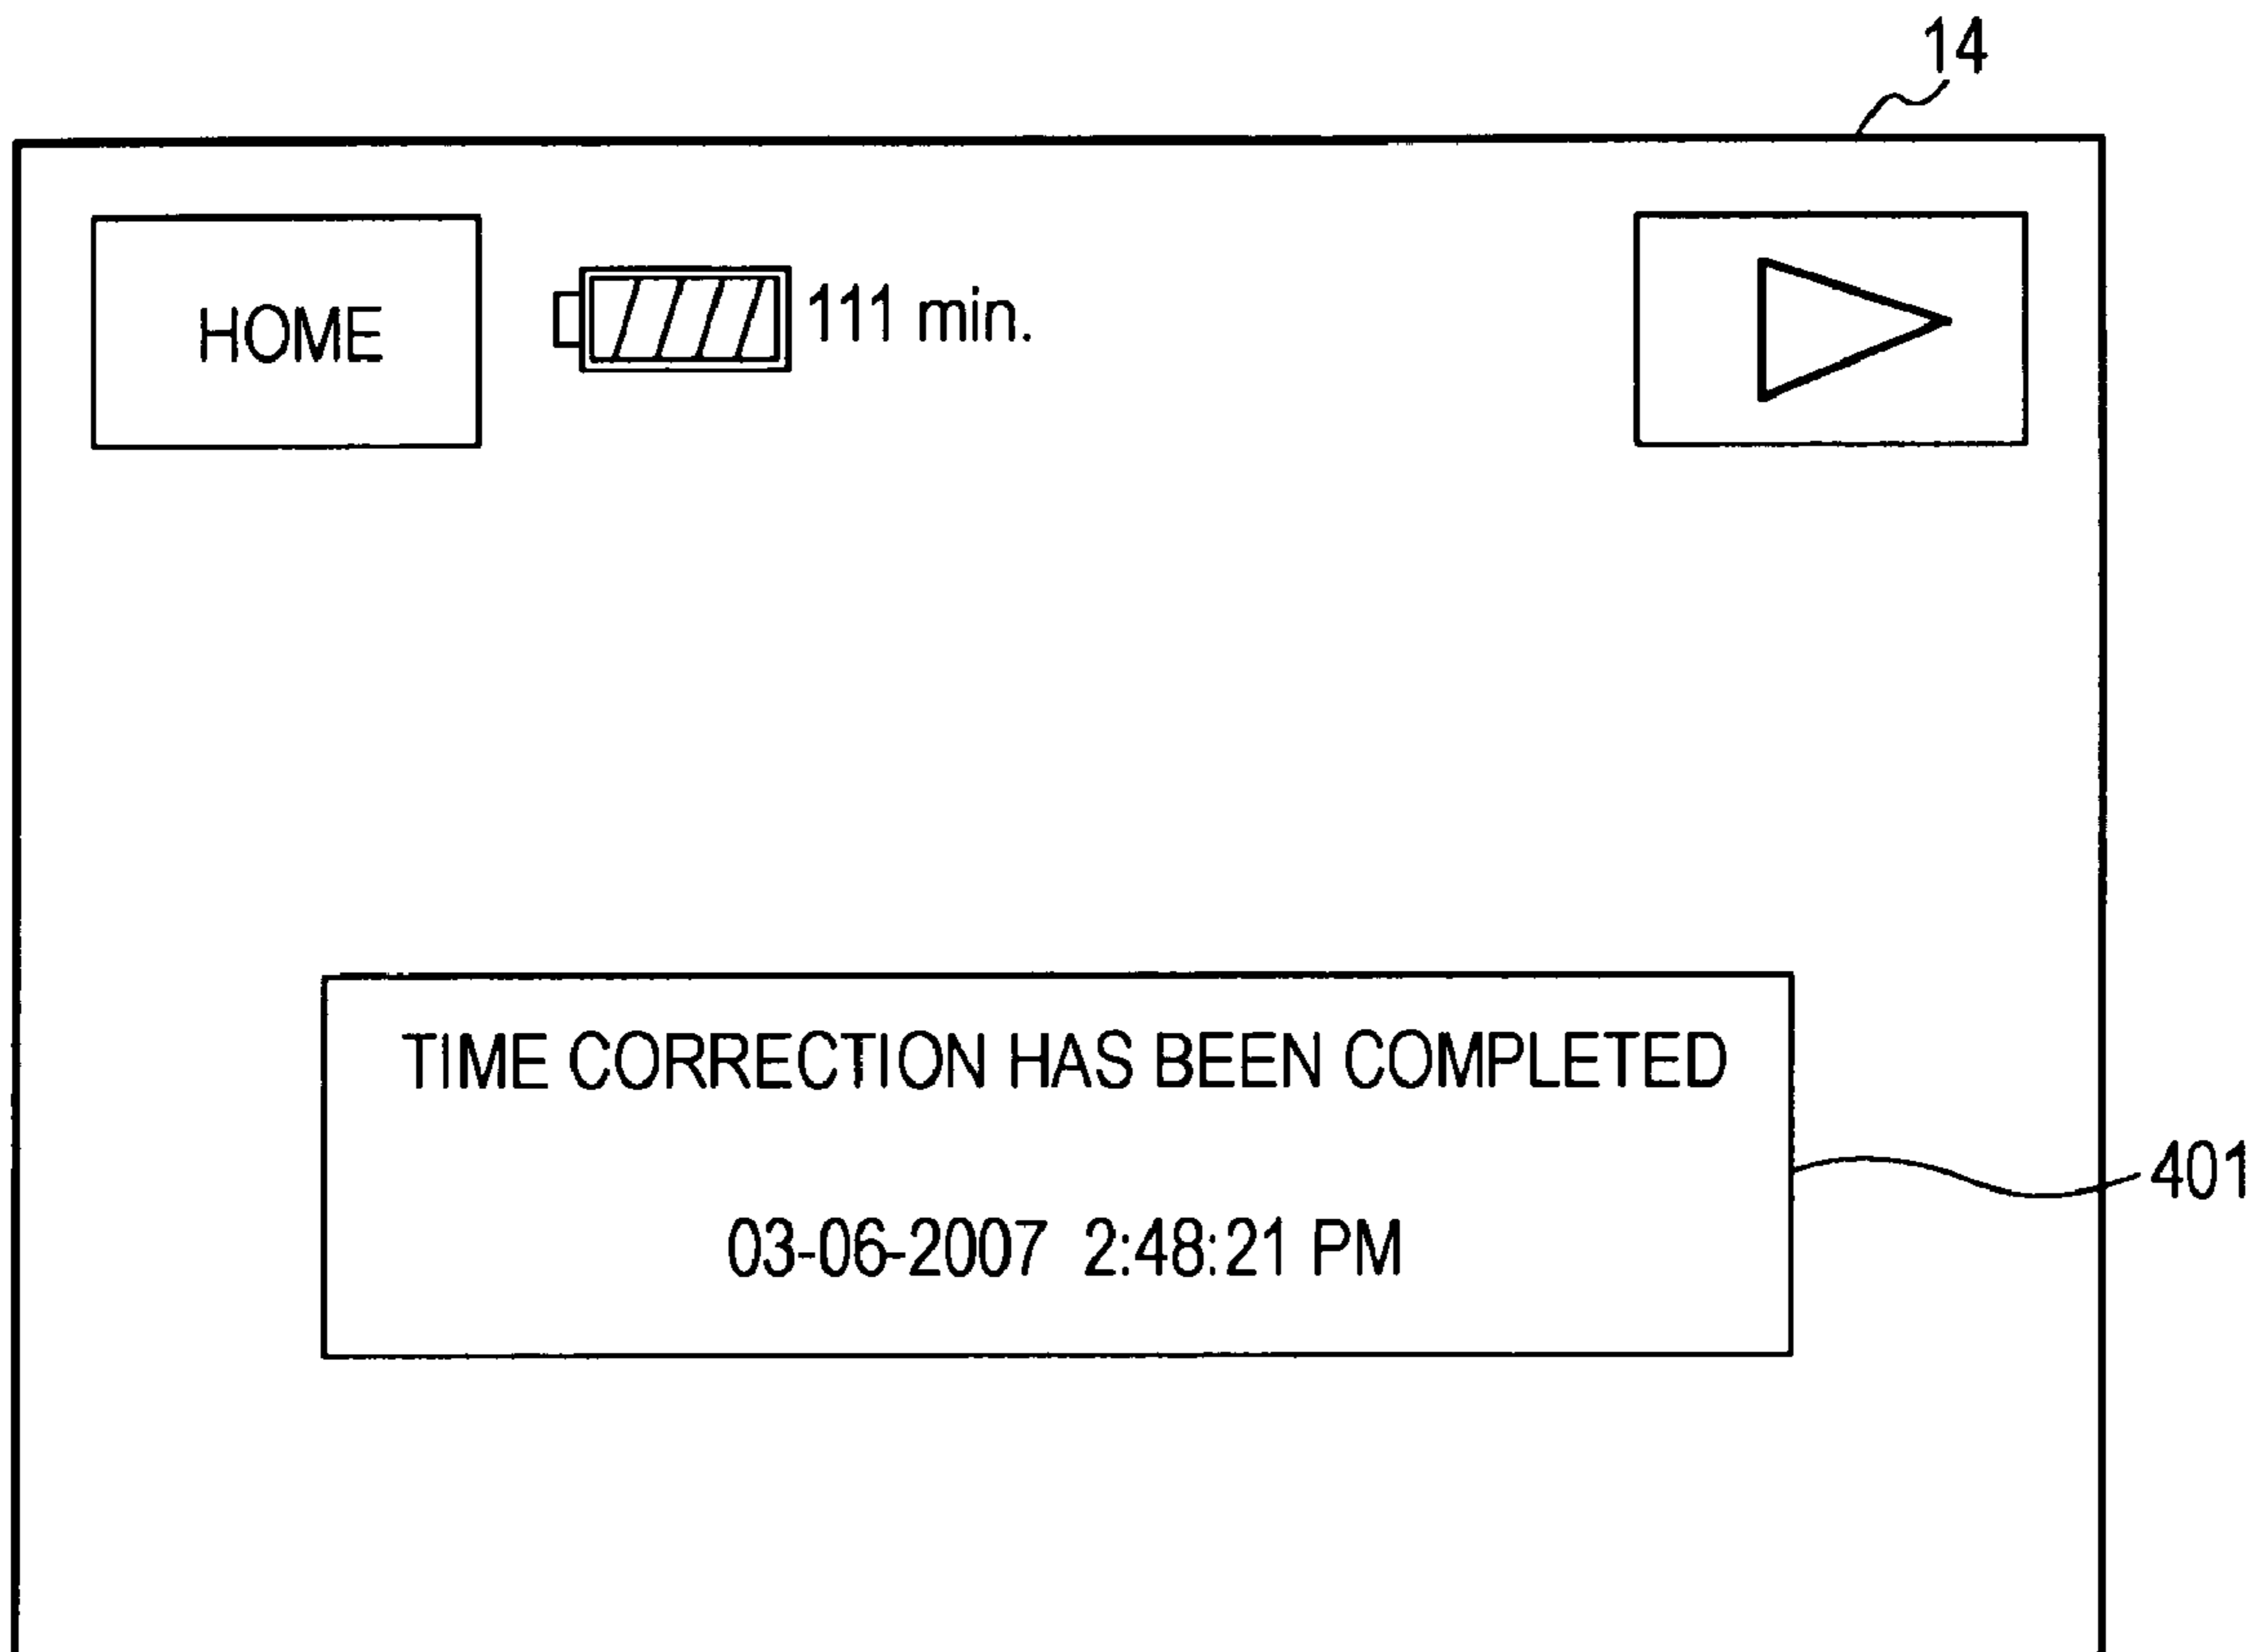 14
HOME
111 min.
TIME CORRECTION HAS BEEN COMPLETED
401
03-06-2007 2:48:21 PM